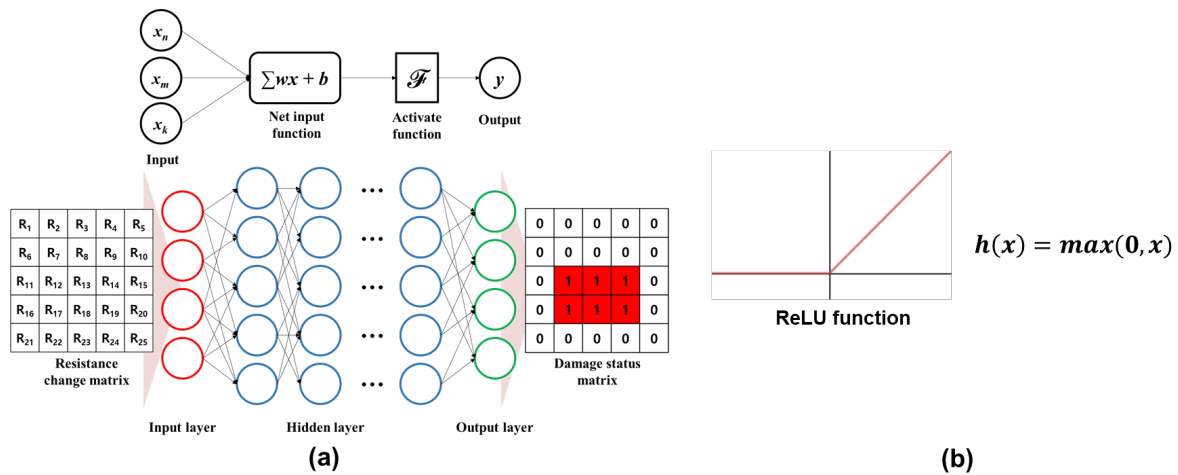 xn
xm
xk
Input
∑wx + b
Net input
function
ℱ
Activate
function
y
Output
R1 R2 R3 R4 R5
R6 R7 R8 R9 R10
R11 R12 R13 R14 R15
R16 R17 R18 R19 R20
R21 R22 R23 R24 R25
Resistance
change matrix
Input layer
Hidden layer
Output layer
0 0 0 0 0
0 0 0 0 0
0 1 1 1 0
0 1 1 1 0
0 0 0 0 0
Damage status
matrix
(a)
ReLU function
h(x) = max(0, x)
(b)